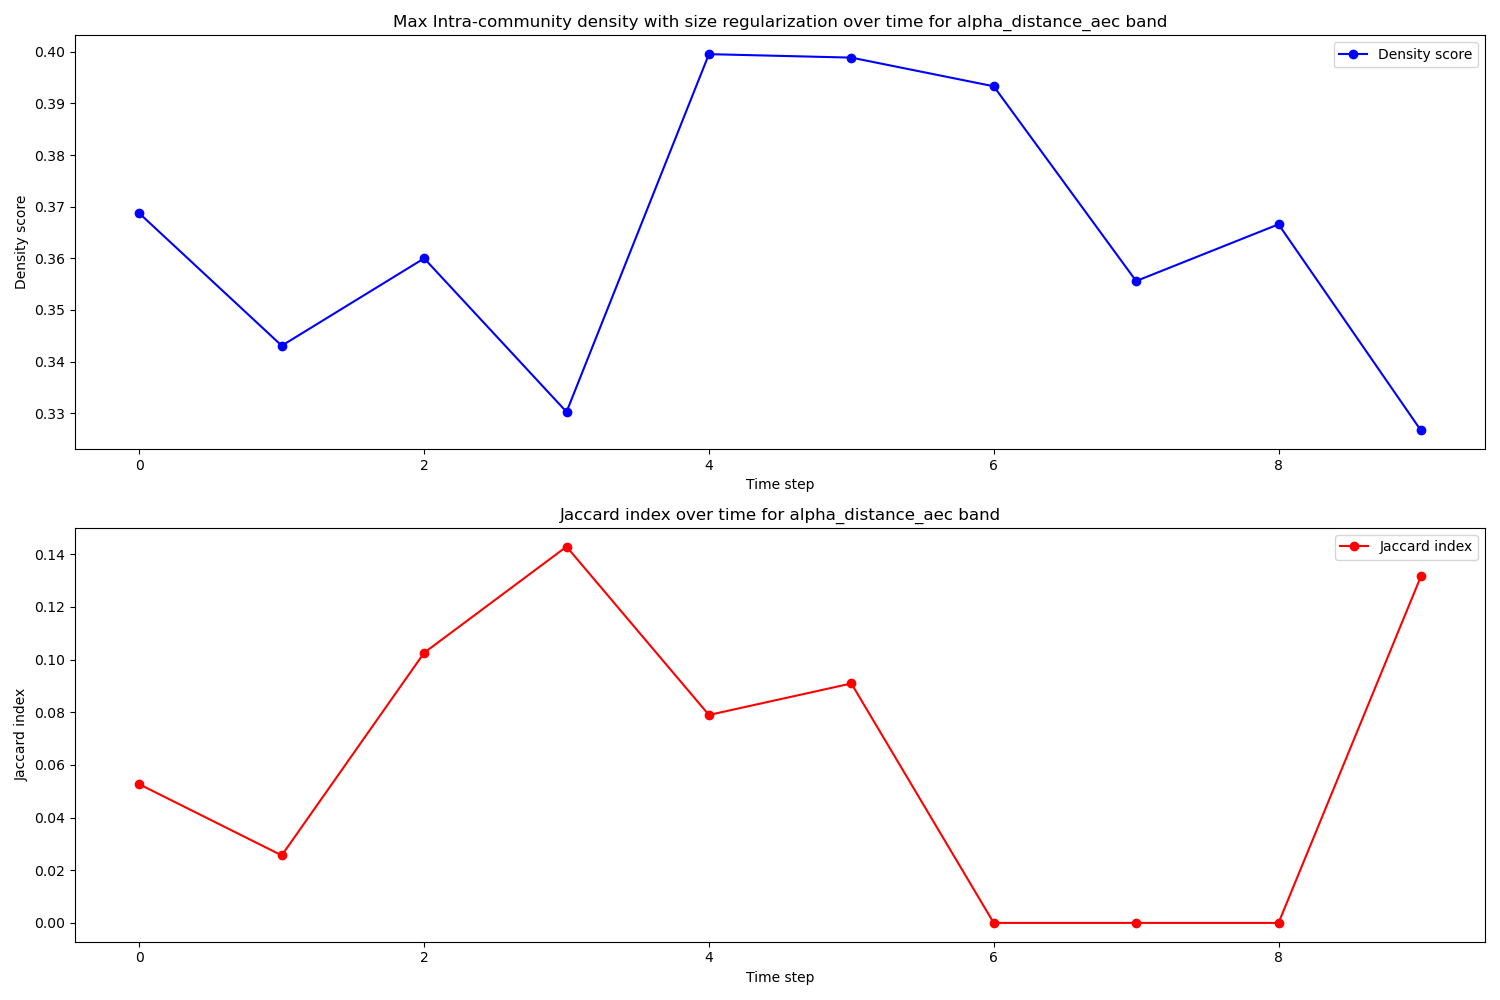 Max Intra-community density with size regularization over time for alpha_distance_aec band
Density score
0.40
0.39
0.38
0.37
0.36
0.35
0.34
0.33
Density score
0 2 4 6 8
Time step
Jaccard index over time for alpha_distance_aec band
Jaccard index
0.14
0.12
0.10
0.08
0.06
0.04
0.02
0.00
Jaccard index
0 2 4 6 8
Time step